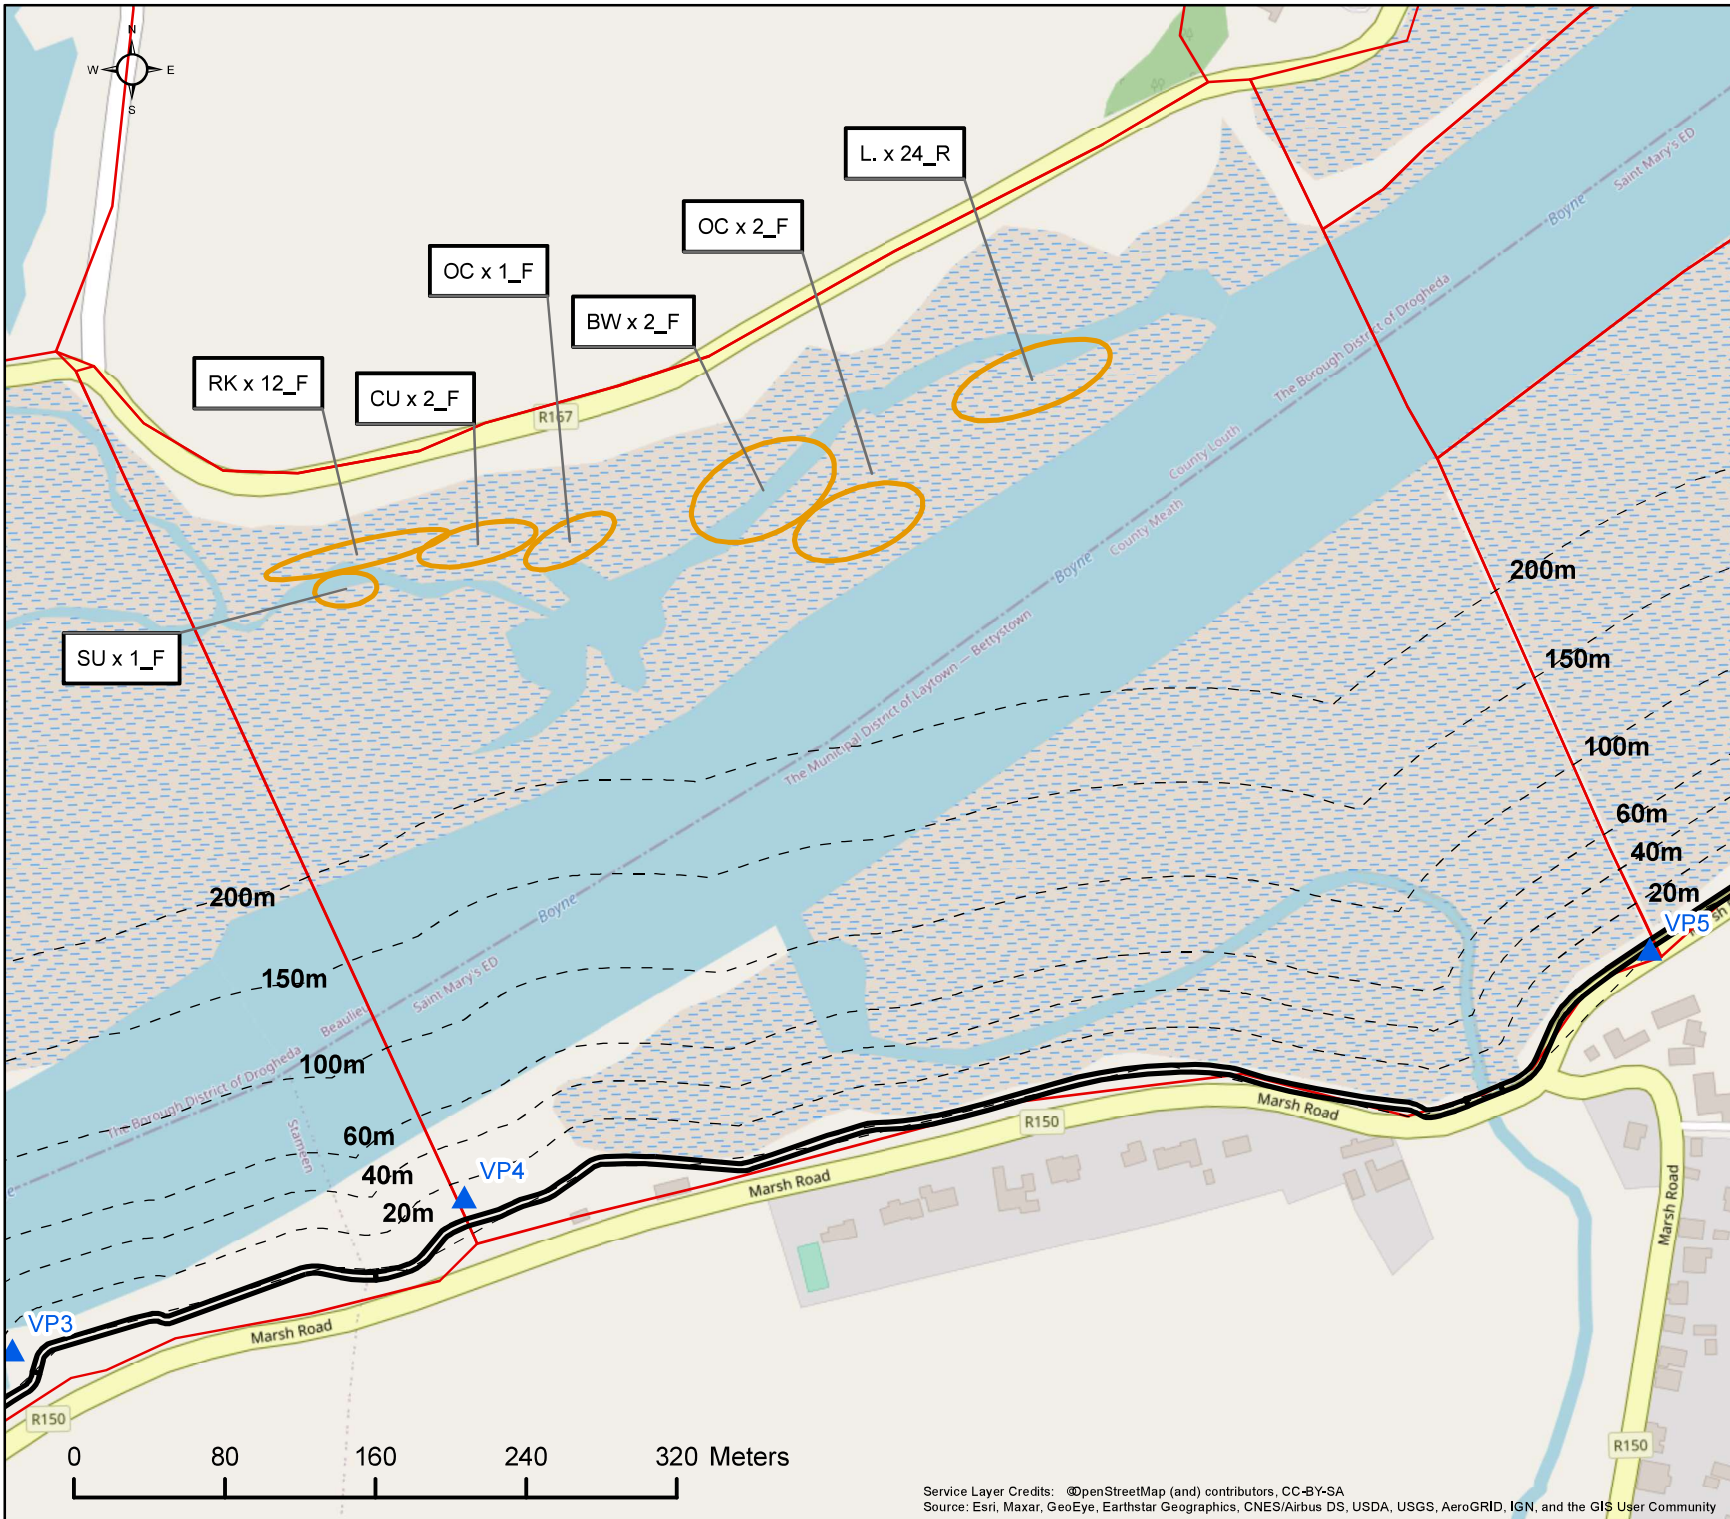 N
W E
S
L. x 24_R
OC x 2_F
OC x 1_F
BW x 2_F
RK x 12_F
CU x 2_F
SU x 1_F
R167
Saint Mary's ED
Boyne
The Borough District of Drogheda
County Louth
County Meath
Boyne
The Municipal District of Laytown — Bettystown
200m
150m
100m
60m
40m
20m
VP5
200m
150m
100m
60m
40m
20m
VP4
Boyne
Saint Mary's ED
Beaulieu
The Borough District of Drogheda
Stameen
VP3
R150
Marsh Road
Marsh Road
R150
Marsh Road
Marsh Road
R150
0 80 160 240 320 Meters
Service Layer Credits: ©OpenStreetMap (and) contributors, CC-BY-SA
Source: Esri, Maxar, GeoEye, Earthstar Geographics, CNES/Airbus DS, USDA, USGS, AeroGRID, IGN, and the GIS User Community